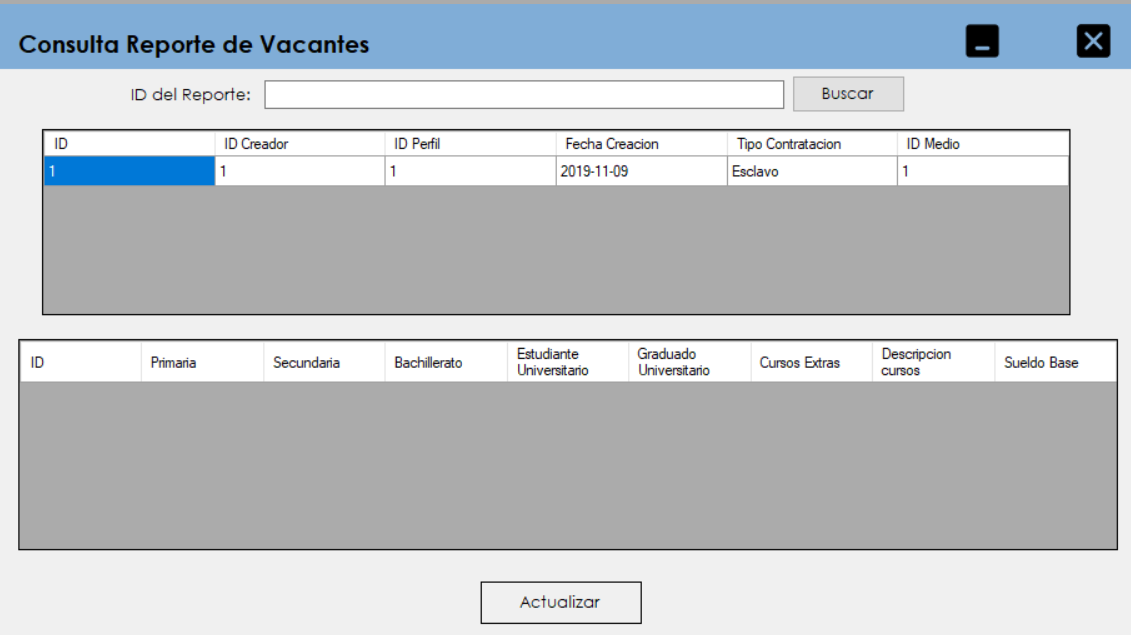 Consulta Reporte de Vacantes
ID del Reporte: Buscar
ID ID Creador ID Perfil Fecha Creacion Tipo Contratacion ID Medio
1 1 1 2019-11-09 Esclavo 1
ID Primaria Secundaria Bachillerato Estudiante Universitario Graduado Universitario Cursos Extras Descripcion cursos Sueldo Base
Actualizar